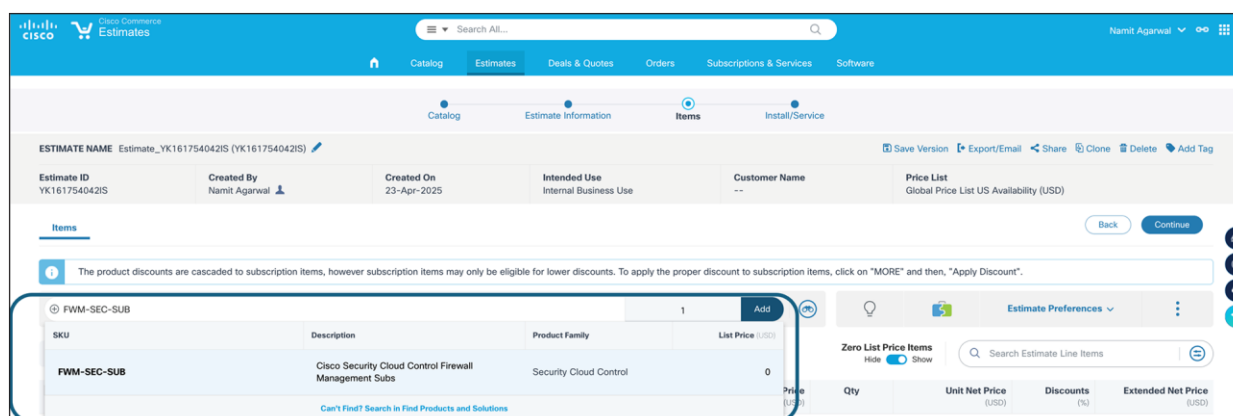 cisco
Cisco Commerce
Estimates
Search All...
Namit Agarwal
Catalog Estimates Deals & Quotes Orders Subscriptions & Services Software
Catalog Estimate Information Items Install/Service
ESTIMATE NAME Estimate_YK161754042IS (YK161754042IS) Save Version Export/Email Share Clone Delete Add Tag
Estimate ID Created By Created On Intended Use Customer Name Price List
YK161754042IS Namit Agarwal 23-Apr-2025 Internal Business Use -- Global Price List US Availability (USD)
Items Back Continue
The product discounts are cascaded to subscription items, however subscription items may only be eligible for lower discounts. To apply the proper discount to subscription items, click on "MORE" and then, "Apply Discount".
FWM-SEC-SUB 1 Add Estimate Preferences
SKU Description Product Family List Price (USD)
Zero List Price Items
Hide Show Search Estimate Line Items
FWM-SEC-SUB Cisco Security Cloud Control Firewall Management Subs Security Cloud Control 0
Price Qty Unit Net Price Discounts Extended Net Price
(USD) (USD) (%) (USD)
Can't Find? Search in Find Products and Solutions